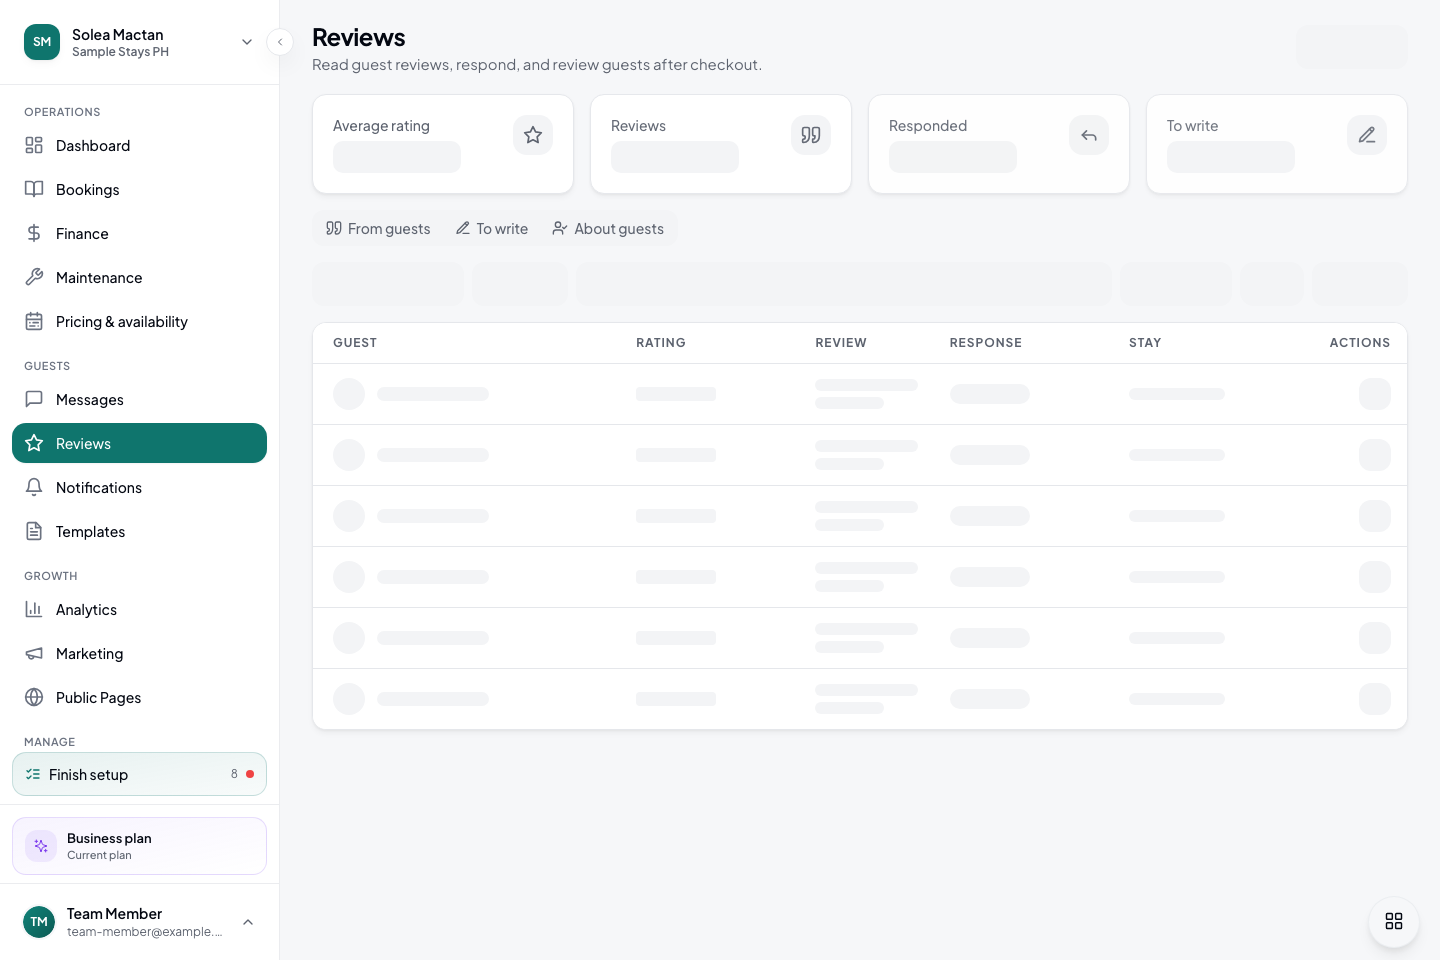 SM
Solea Mactan
Sample Stays PH
OPERATIONS
Dashboard
Bookings
Finance
Maintenance
Pricing & availability
GUESTS
Messages
Reviews
Notifications
Templates
GROWTH
Analytics
Marketing
Public Pages
MANAGE
Finish setup 8
Business plan
Current plan
TM
Team Member
team-member@example....
Reviews
Read guest reviews, respond, and review guests after checkout.
Average rating
Reviews
Responded
To write
From guests To write About guests
GUEST RATING REVIEW RESPONSE STAY ACTIONS